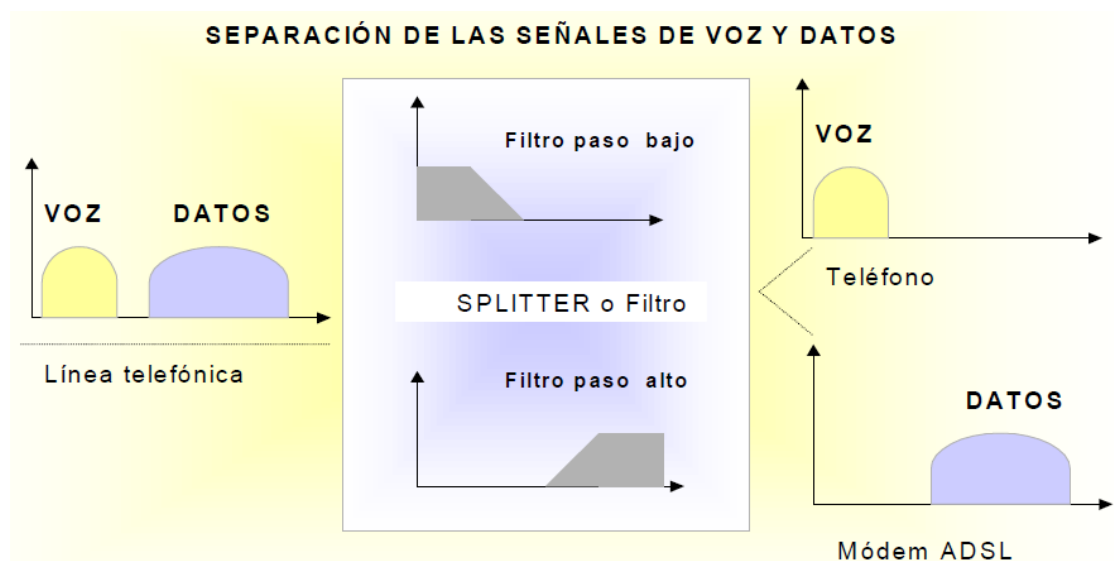 SEPARACIÓN DE LAS SEÑALES DE VOZ Y DATOS
VOZ
DATOS
Línea telefónica
Filtro paso bajo
SPLITTER o Filtro
Filtro paso alto
VOZ
Teléfono
DATOS
Módem ADSL